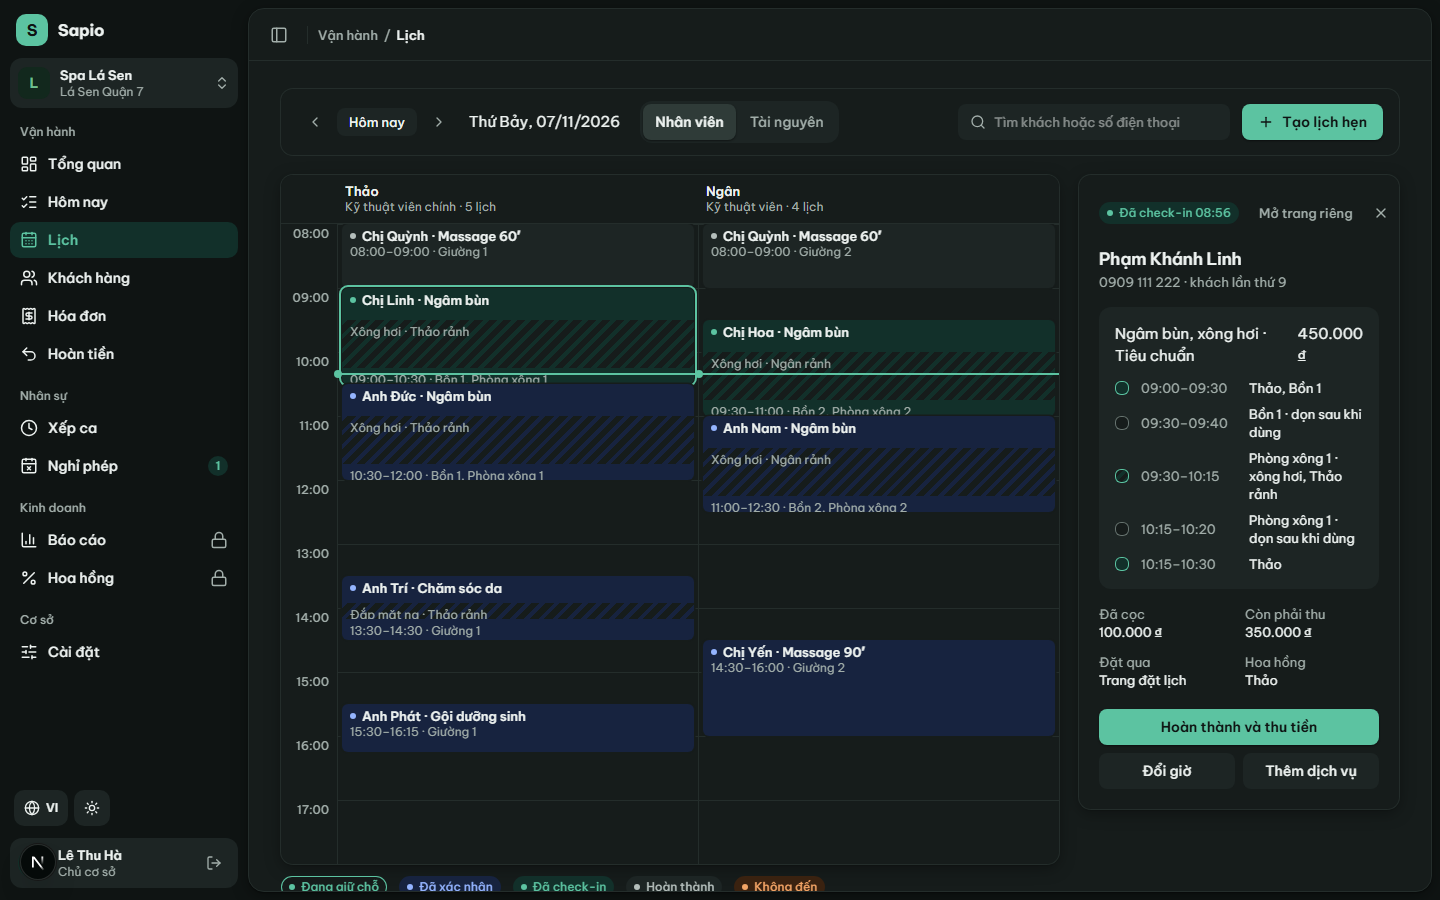 S
Sapio
L
Spa Lá Sen
Lá Sen Quận 7
Vận hành
Tổng quan
Hôm nay
Lịch
Khách hàng
Hóa đơn
Hoàn tiền
Nhân sự
Xếp ca
Nghỉ phép
1
Kinh doanh
Báo cáo
Hoa hồng
Cơ sở
Cài đặt
VI
N
Lê Thu Hà
Chủ cơ sở
Vận hành / Lịch
Hôm nay
Thứ Bảy, 07/11/2026
Nhân viên
Tài nguyên
Tìm khách hoặc số điện thoại
Tạo lịch hẹn
Thảo
Kỹ thuật viên chính · 5 lịch
Ngân
Kỹ thuật viên · 4 lịch
08:00
09:00
10:00
11:00
12:00
13:00
14:00
15:00
16:00
17:00
Chị Quỳnh · Massage 60′
08:00–09:00 · Giường 1
Chị Linh · Ngâm bùn
Xông hơi · Thảo rảnh
09:00–10:30 · Bồn 1, Phòng xông 1
Anh Đức · Ngâm bùn
Xông hơi · Thảo rảnh
10:30–12:00 · Bồn 1, Phòng xông 1
Anh Trí · Chăm sóc da
Đắp mặt nạ · Thảo rảnh
13:30–14:30 · Giường 1
Anh Phát · Gội dưỡng sinh
15:30–16:15 · Giường 1
Chị Quỳnh · Massage 60′
08:00–09:00 · Giường 2
Chị Hoa · Ngâm bùn
Xông hơi · Ngân rảnh
09:30–11:00 · Bồn 2, Phòng xông 2
Anh Nam · Ngâm bùn
Xông hơi · Ngân rảnh
11:00–12:30 · Bồn 2, Phòng xông 2
Chị Yến · Massage 90′
14:30–16:00 · Giường 2
Đang giữ chỗ
Đã xác nhận
Đã check-in
Hoàn thành
Không đến
Đã check-in 08:56
Mở trang riêng
Phạm Khánh Linh
0909 111 222 · khách lần thứ 9
Ngâm bùn, xông hơi ·
Tiêu chuẩn
450.000
₫
09:00–09:30
Thảo, Bồn 1
09:30–09:40
Bồn 1 · dọn sau khi
dùng
09:30–10:15
Phòng xông 1 ·
xông hơi, Thảo
rảnh
10:15–10:20
Phòng xông 1 ·
dọn sau khi dùng
10:15–10:30
Thảo
Đã cọc
100.000 ₫
Còn phải thu
350.000 ₫
Đặt qua
Trang đặt lịch
Hoa hồng
Thảo
Hoàn thành và thu tiền
Đổi giờ
Thêm dịch vụ